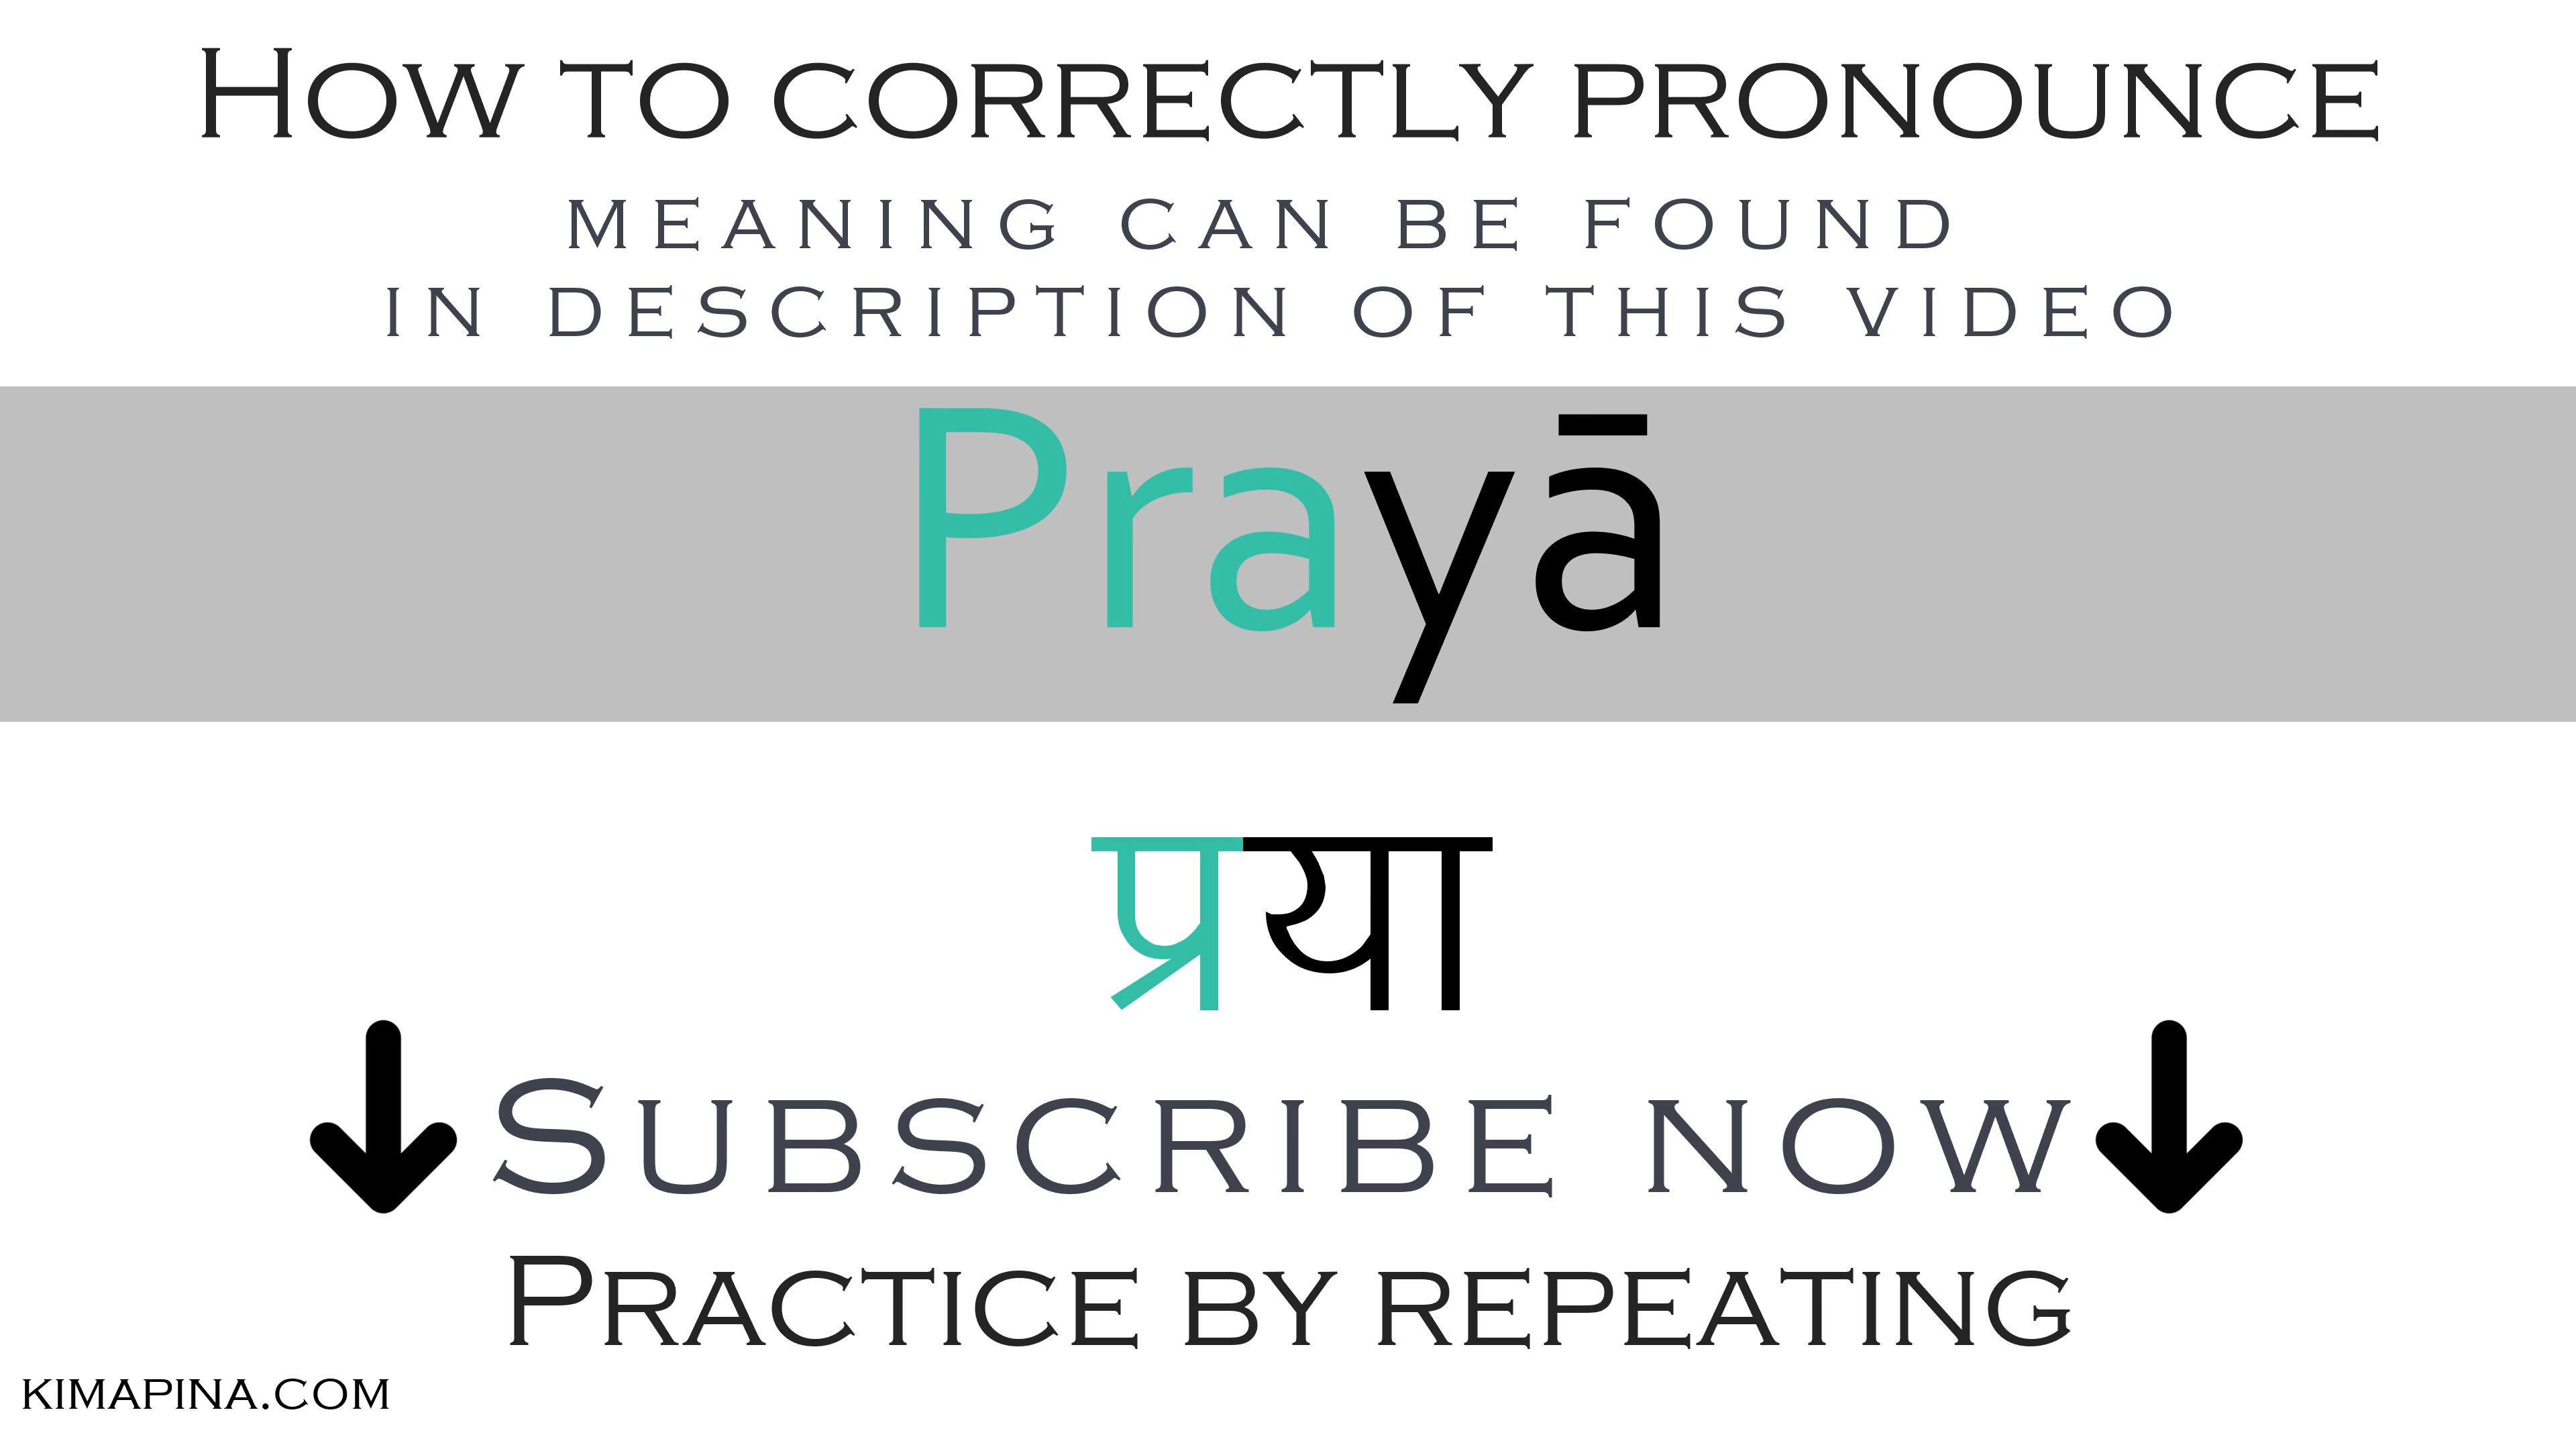 How to correctly pronounce
MEANING CAN BE FOUND
IN DESCRIPTION OF THIS VIDEO
Prayā
प्रया
Subscribe now
Practice by repeating
KIMAPINA.COM